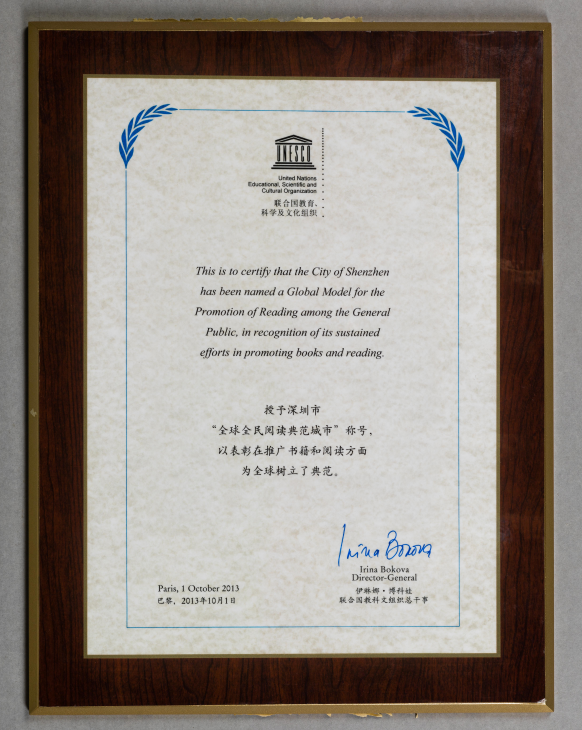 UNESCO
United Nations
Educational, Scientific and
Cultural Organization
联合国教育、
科学及文化组织
This is to certify that the City of Shenzhen
has been named a Global Model for the
Promotion of Reading among the General
Public, in recognition of its sustained
efforts in promoting books and reading.
授予深圳市
“全球全民阅读典范城市”称号，
以表彰在推广书籍和阅读方面
为全球树立了典范。
Irina Bokova
Irina Bokova
Director-General
伊琳娜·博科娃
联合国教科文组织总干事
Paris, 1 October 2013
巴黎，2013年10月1日